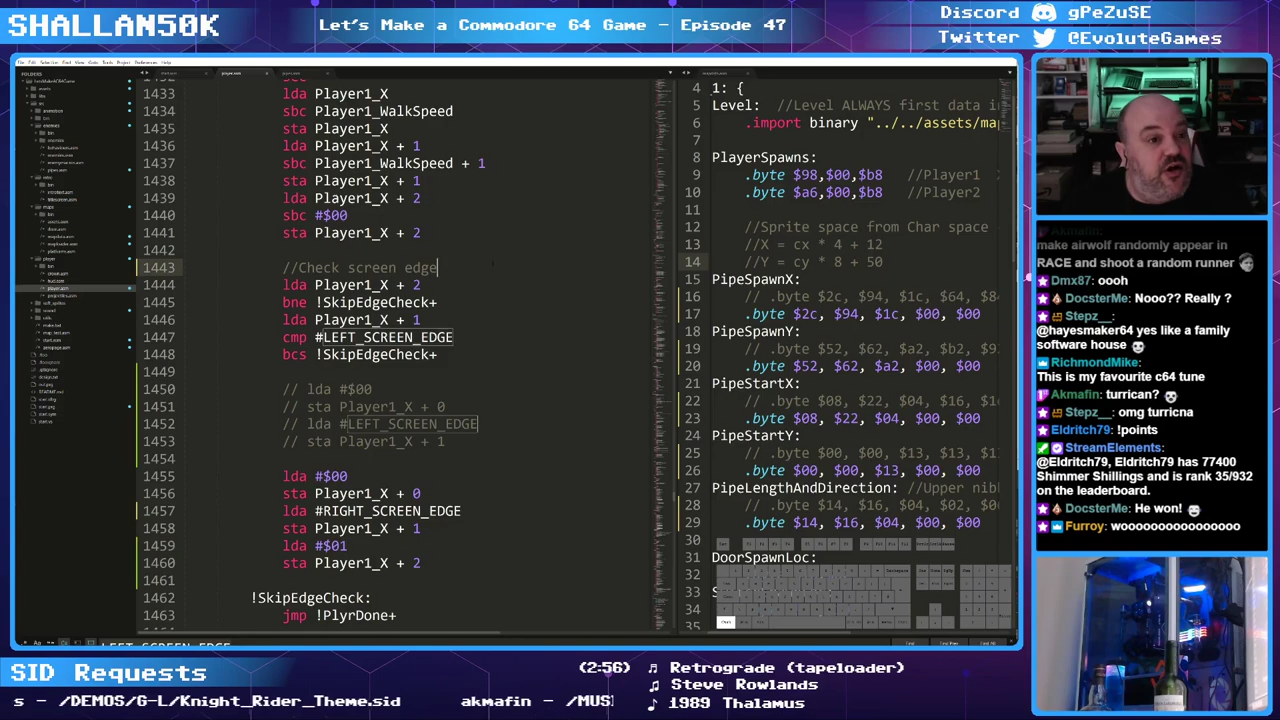 SHALLAN50K
Let's Make a Commodore 64 Game - Episode 47
Discord gPeZuSE
Twitter @EvoluteGames
FOLDERS
1433 lda Player1_X
1434 sbc Player1_WalkSpeed
1435 sta Player1_X
1436 lda Player1_X + 1
1437 sbc Player1_WalkSpeed + 1
1438 sta Player1_X + 1
1439 lda Player1_X + 2
1440 sbc #$00
1441 sta Player1_X + 2
1442
1443 //Check screen edge
1444 lda Player1_X + 2
1445 bne !SkipEdgeCheck+
1446 lda Player1_X + 1
1447 cmp #LEFT_SCREEN_EDGE
1448 bcs !SkipEdgeCheck+
1449
1450 // lda #$00
1451 // sta Player1_X + 0
1452 // lda #LEFT_SCREEN_EDGE
1453 // sta Player1_X + 1
1454
1455 lda #$00
1456 sta Player1_X + 0
1457 lda #RIGHT_SCREEN_EDGE
1458 sta Player1_X + 1
1459 lda #$01
1460 sta Player1_X + 2
1461
1462 !SkipEdgeCheck:
1463 jmp !PlyrDone+
4 1: {
5 Level: //Level ALWAYS first data i
6 .import binary "../../assets/ma
7
8 PlayerSpawns:
9 .byte $98,$00,$b8 //Player1
10 .byte $a6,$00,$b8 //Player2
11
12 //Sprite space from Char space
13 //X = cx * 4 + 12
14 //Y = cy * 8 + 50
15 PipeSpawnX:
16 // .byte $2c, $94, $1c, $64, $8
17 .byte $2c, $64, $1c, $00, $00
18 PipeSpawnY:
19 // .byte $52, $62, $a2, $b2, $9
20 .byte $52, $62, $a2, $00, $00
21 PipeStartX:
22 // .byte $08, $22, $04, $16, $1
23 .byte $08, $22, $04, $00, $00
24 PipeStartY:
25 // .byte $00, $00, $13, $13, $1
26 .byte $00, $00, $13, $00, $00
27 PipeLengthAndDirection: //Upper nib
28 // .byte $14, $16, $04, $02, $0
29 .byte $14, $16, $04, $00, $00
30
31 DoorSpawnLoc:
32
33
34
35
Akmafin:
make airwolf randomly appear in
RACE and shoot a random runner
Dmx87: oooh
DocsterMe: Nooo?? Really ?
Stepz__:
@hayesmaker64 yes like a family
software house
RichmondMike:
This is my favourite c64 tune
Akmafin: turrican?
Stepz__: omg turricna
Eldritch79: !points
StreamElements:
@Eldritch79, Eldritch79 has 77400
Shimmer Shillings and is rank 35/932
on the leaderboard.
DocsterMe: He won!
Furroy: woooooooooooooooo
SID Requests
s - /DEMOS/G-L/Knight_Rider_Theme.sid akmafin - /MUS
(2:56) Retrograde (tapeloader)
Steve Rowlands
1989 Thalamus